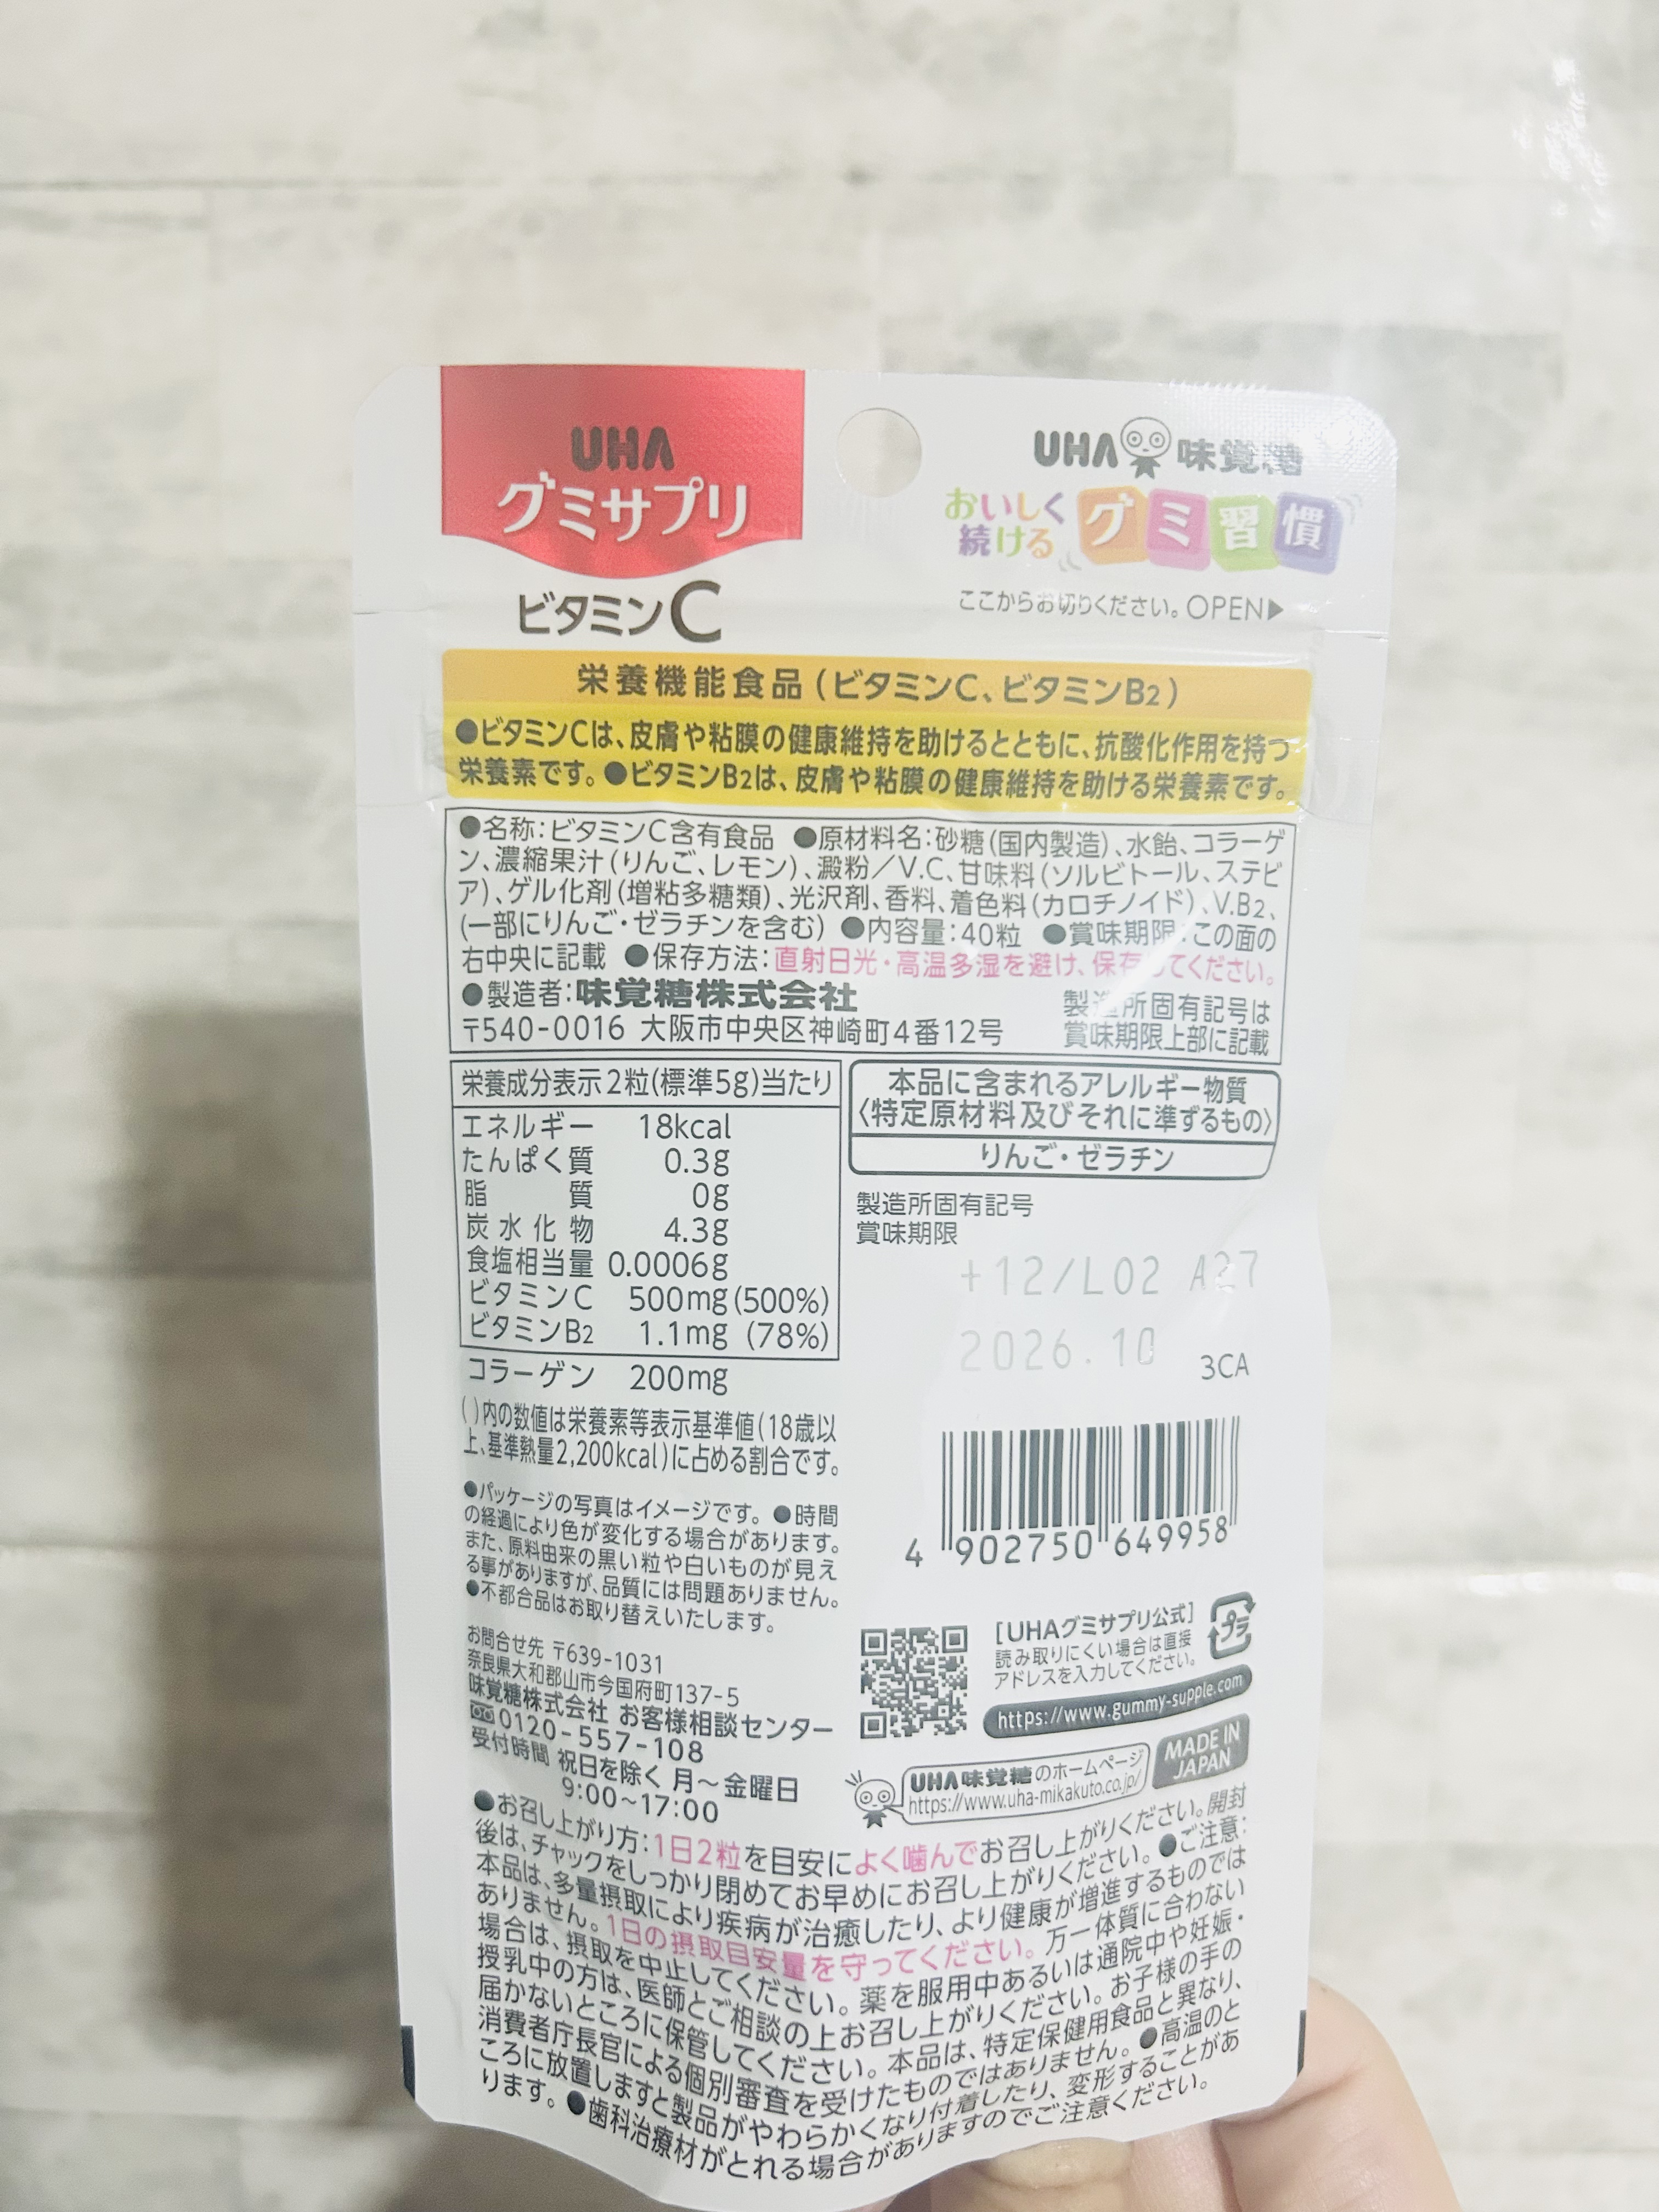 UHA
グミサプリ
ビタミンC
UHA味覚糖
おいしく
続ける
グミ習慣
ここからお切りください。OPEN▶
栄養機能食品(ビタミンC、ビタミンB2)
●ビタミンCは、皮膚や粘膜の健康維持を助けるとともに、抗酸化作用を持つ
栄養素です。●ビタミンB2は、皮膚や粘膜の健康維持を助ける栄養素です。
●名称:ビタミンC含有食品 ●原材料名:砂糖(国内製造)、水飴、コラーゲ
ン、濃縮果汁(りんご、レモン)、澱粉/V.C、甘味料(ソルビトール、ステビ
ア)、ゲル化剤(増粘多糖類)、光沢剤、香料、着色料(カロチノイド)、V.B2、
(一部にりんご・ゼラチンを含む) ●内容量:40粒 ●賞味期限:この面の
右中央に記載 ●保存方法:直射日光・高温多湿を避け、保存してください。
●製造者:味覚糖株式会社
〒540-0016 大阪市中央区神崎町4番12号
製造所固有記号は
賞味期限上部に記載
栄養成分表示2粒(標準5g)当たり
エネルギー 18kcal
たんぱく質 0.3g
脂質 0g
炭水化物 4.3g
食塩相当量 0.0006g
ビタミンC 500mg(500%)
ビタミンB2 1.1mg (78%)
コラーゲン 200mg
( )内の数値は栄養素等表示基準値(18歳以
上、基準熱量2,200kcal)に占める割合です。
●パッケージの写真はイメージです。●時間
の経過により色が変化する場合があります。
また、原料由来の黒い粒や白いものが見え
る事がありますが、品質には問題ありません。
●不都合品はお取り替えいたします。
お問合せ先 〒639-1031
奈良県大和郡山市今国府町137-5
味覚糖株式会社 お客様相談センター
0120-557-108
受付時間 祝日を除く 月～金曜日
9:00～17:00
本品に含まれるアレルギー物質
〈特定原材料及びそれに準ずるもの〉
りんご・ゼラチン
製造所固有記号
賞味期限
+12/L02 A27
2026.10
3CA
4 902750 649958
[UHAグミサプリ公式]
読み取りにくい場合は直接
アドレスを入力してください。
プラ
https://www.gummy-supple.com
UHA味覚糖のホームページ
https://www.uha-mikakuto.co.jp/
MADE IN
JAPAN
●お召し上がり方:1日2粒を目安によく噛んでお召し上がりください。開封
後は、チャックをしっかり閉めてお早めにお召し上がりください。●ご注意:
本品は、多量摂取により疾病が治癒したり、より健康が増進するものでは
ありません。1日の摂取目安量を守ってください。万一体質に合わない
場合は、摂取を中止してください。薬を服用中あるいは通院中や妊娠・
授乳中の方は、医師とご相談の上お召し上がりください。お子様の手の
届かないところに保管してください。本品は、特定保健用食品と異なり、
消費者庁長官による個別審査を受けたものではありません。●高温のと
ころに放置しますと製品がやわらかくなり付着したり、変形することがあ
ります。●歯科治療材がとれる場合がありますのでご注意ください。